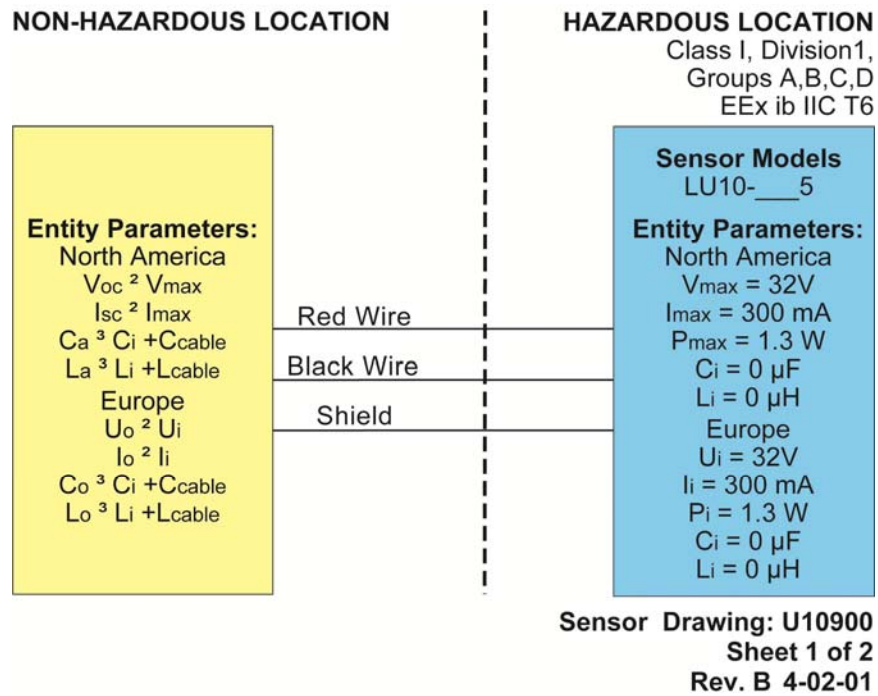 NON-HAZARDOUS LOCATION
HAZARDOUS LOCATION
Class I, Division1,
Groups A,B,C,D
EEx ib IIC T6
Entity Parameters:
North America
Voc ² Vmax
Isc ² Imax
Ca ³ Ci +Ccable
La ³ Li +Lcable
Europe
Uo ² Ui
Io ² Ii
Co ³ Ci +Ccable
Lo ³ Li +Lcable
Red Wire
Black Wire
Shield
Sensor Models
LU10-___5
Entity Parameters:
North America
Vmax = 32V
Imax = 300 mA
Pmax = 1.3 W
Ci = 0 µF
Li = 0 µH
Europe
Ui = 32V
Ii = 300 mA
Pi = 1.3 W
Ci = 0 µF
Li = 0 µH
Sensor Drawing: U10900
Sheet 1 of 2
Rev. B 4-02-01